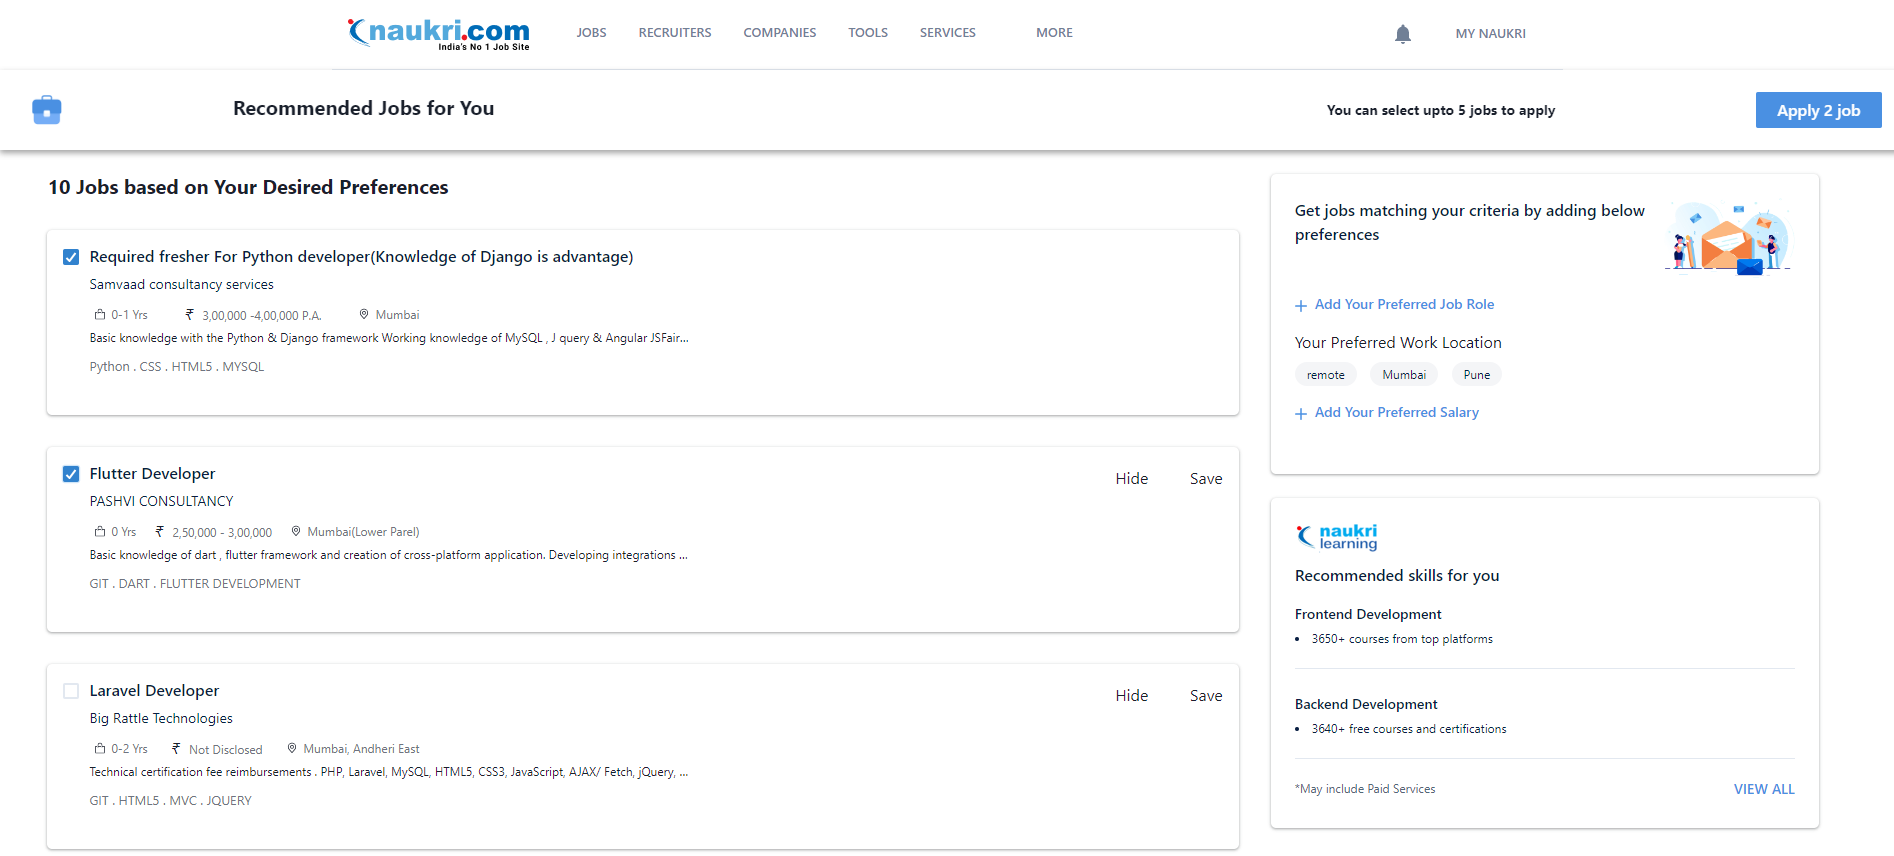 naukri.com
India's No 1 Job Site
JOBS RECRUITERS COMPANIES TOOLS SERVICES MORE MY NAUKRI
Recommended Jobs for You
You can select upto 5 jobs to apply
Apply 2 job
10 Jobs based on Your Desired Preferences
Required fresher For Python developer(Knowledge of Django is advantage)
Samvaad consultancy services
0-1 Yrs ₹ 3,00,000 -4,00,000 P.A. Mumbai
Basic knowledge with the Python & Django framework Working knowledge of MySQL , J query & Angular JSFair...
Python . CSS . HTML5 . MYSQL
Flutter Developer
Hide Save
PASHVI CONSULTANCY
0 Yrs ₹ 2,50,000 - 3,00,000 Mumbai(Lower Parel)
Basic knowledge of dart , flutter framework and creation of cross-platform application. Developing integrations ...
GIT . DART . FLUTTER DEVELOPMENT
Laravel Developer
Hide Save
Big Rattle Technologies
0-2 Yrs ₹ Not Disclosed Mumbai, Andheri East
Technical certification fee reimbursements . PHP, Laravel, MySQL, HTML5, CSS3, JavaScript, AJAX/ Fetch, jQuery, ...
GIT . HTML5 . MVC . JQUERY
Get jobs matching your criteria by adding below
preferences
+ Add Your Preferred Job Role
Your Preferred Work Location
remote Mumbai Pune
+ Add Your Preferred Salary
naukri
learning
Recommended skills for you
Frontend Development
• 3650+ courses from top platforms
Backend Development
• 3640+ free courses and certifications
*May include Paid Services
VIEW ALL